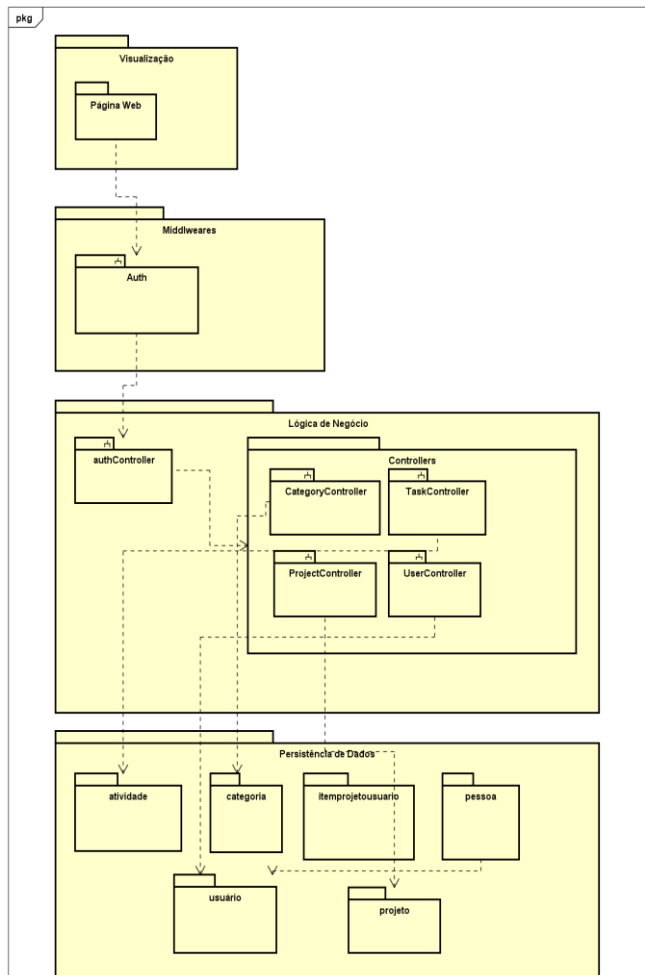 pkg
Visualização
Página Web
Middlweares
Auth
Lógica de Negócio
authController
Controllers
CategoryController
TaskController
ProjectController
UserController
Persistência de Dados
atividade
categoria
itemprojetousuario
pessoa
usuário
projeto